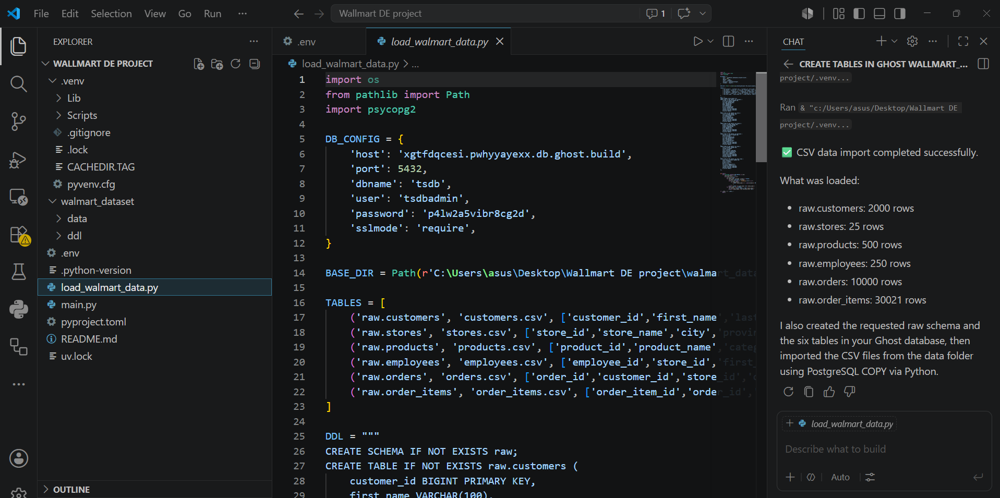 File Edit Selection View Go Run ···
Wallmart DE project
1
EXPLORER
WALLMART DE PROJECT
.venv
Lib
Scripts
.gitignore
.lock
CACHEDIR.TAG
pyvenv.cfg
walmart_dataset
data
ddl
.env
.python-version
load_walmart_data.py
main.py
pyproject.toml
README.md
uv.lock
OUTLINE
.env
load_walmart_data.py
load_walmart_data.py > ...
1 import os
2 from pathlib import Path
3 import psycopg2
4
5 DB_CONFIG = {
6 'host': 'xgtfdqcesi.pwhyyayexx.db.ghost.build',
7 'port': 5432,
8 'dbname': 'tsdb',
9 'user': 'tsdbadmin',
10 'password': 'p4lw2a5vibr8cg2d',
11 'sslmode': 'require',
12 }
13
14 BASE_DIR = Path(r'C:\Users\asus\Desktop\Wallmart DE project\walmart_data
15
16 TABLES = [
17 ('raw.customers', 'customers.csv', ['customer_id','first_name','last
18 ('raw.stores', 'stores.csv', ['store_id','store_name','city','provin
19 ('raw.products', 'products.csv', ['product_id','product_name','categ
20 ('raw.employees', 'employees.csv', ['employee_id','store_id','first_
21 ('raw.orders', 'orders.csv', ['order_id','customer_id','store_id','
22 ('raw.order_items', 'order_items.csv', ['order_item_id','order_id','
23 ]
24
25 DDL = """
26 CREATE SCHEMA IF NOT EXISTS raw;
27 CREATE TABLE IF NOT EXISTS raw.customers (
28 customer_id BIGINT PRIMARY KEY,
29 first_name VARCHAR(100),
CHAT
CREATE TABLES IN GHOST WALLMART_...
project/.venv...
Ran & "c:/Users/asus/Desktop/Wallmart DE
project/.venv...
✅ CSV data import completed successfully.
What was loaded:
• raw.customers: 2000 rows
• raw.stores: 25 rows
• raw.products: 500 rows
• raw.employees: 250 rows
• raw.orders: 10000 rows
• raw.order_items: 30021 rows
I also created the requested raw schema and
the six tables in your Ghost database, then
imported the CSV files from the data folder
using PostgreSQL COPY via Python.
load_walmart_data.py
Describe what to build
Auto